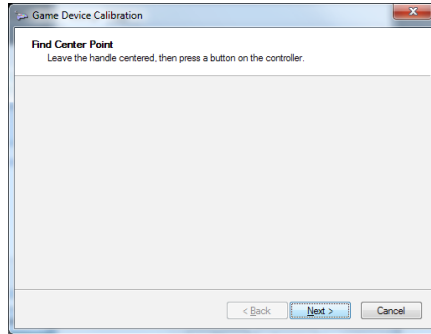 Game Device Calibration
Find Center Point
Leave the handle centered, then press a button on the controller.
< Back
Next >
Cancel